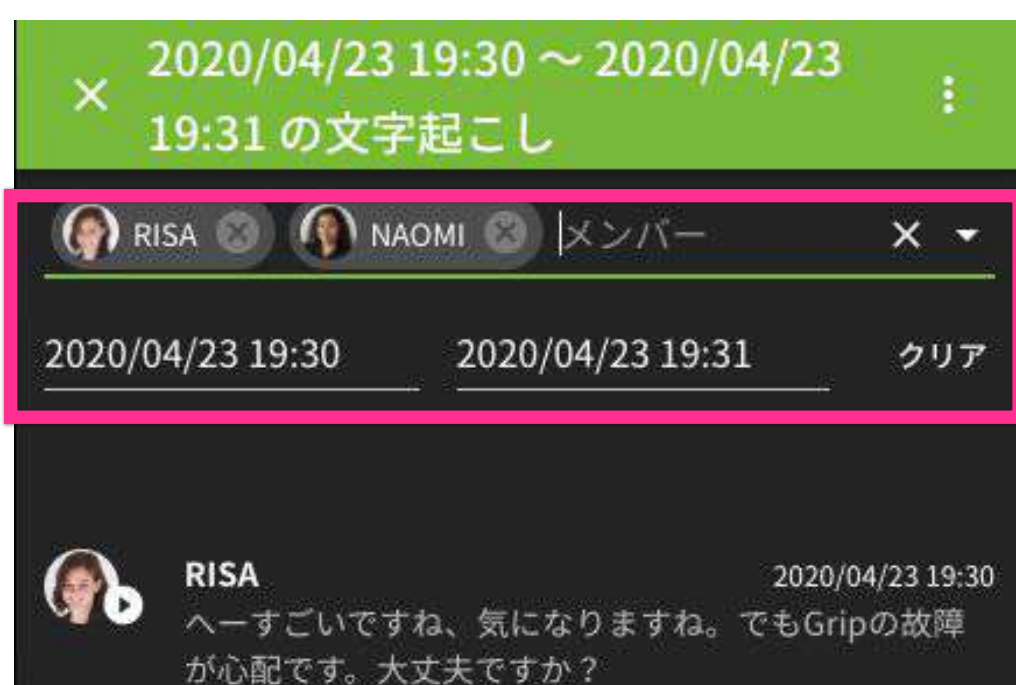 2020/04/23 19:30 ～ 2020/04/23
19:31 の文字起こし
RISA NAOMI メンバー
2020/04/23 19:30 2020/04/23 19:31 クリア
RISA 2020/04/23 19:30
へーすごいですね、気になりますね。でもGripの故障
が心配です。大丈夫ですか？